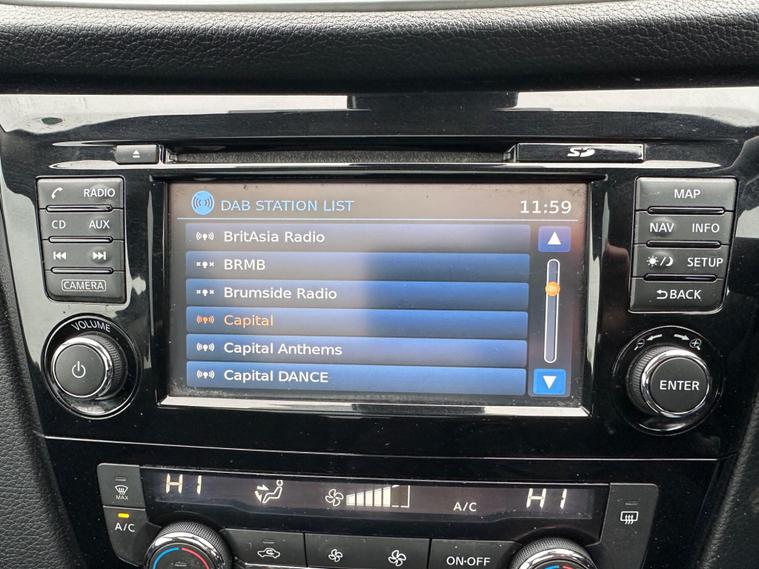 SD
RADIO
CD AUX
CAMERA
VOLUME
DAB STATION LIST 11:59
BritAsia Radio
BRMB
Brumside Radio
Capital
Capital Anthems
Capital DANCE
MAP
NAV INFO
SETUP
BACK
ENTER
HI A/C HI
MAX
A/C
ON·OFF